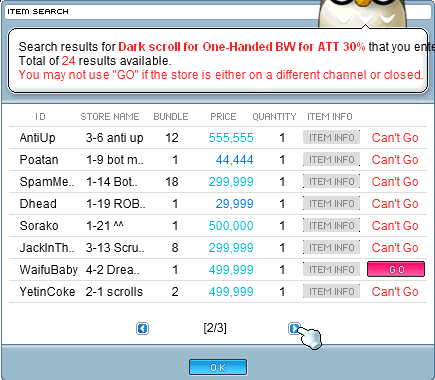 ITEM SEARCH
Search results for Dark scroll for One-Handed BW for ATT 30% that you ente
Total of 24 results available.
You may not use "GO" if the store is either on a different channel or closed.
ID STORE NAME BUNDLE PRICE QUANTITY ITEM INFO
AntiUp 3-6 anti up 12 555,555 1 ITEM INFO Can't Go
Poatan 1-9 bot m.. 1 44,444 1 ITEM INFO Can't Go
SpamMe... 1-14 Bot.. 18 299,999 1 ITEM INFO Can't Go
Dhead 1-19 ROB.. 1 29,999 1 ITEM INFO Can't Go
Sorako 1-21 ^^ 1 500,000 1 ITEM INFO Can't Go
JackInTh... 3-13 Scru.. 8 299,999 1 ITEM INFO Can't Go
WaifuBaby 4-2 Drea.. 1 499,999 1 ITEM INFO GO
YetinCoke 2-1 scrolls 2 499,999 1 ITEM INFO Can't Go
[2/3]
OK